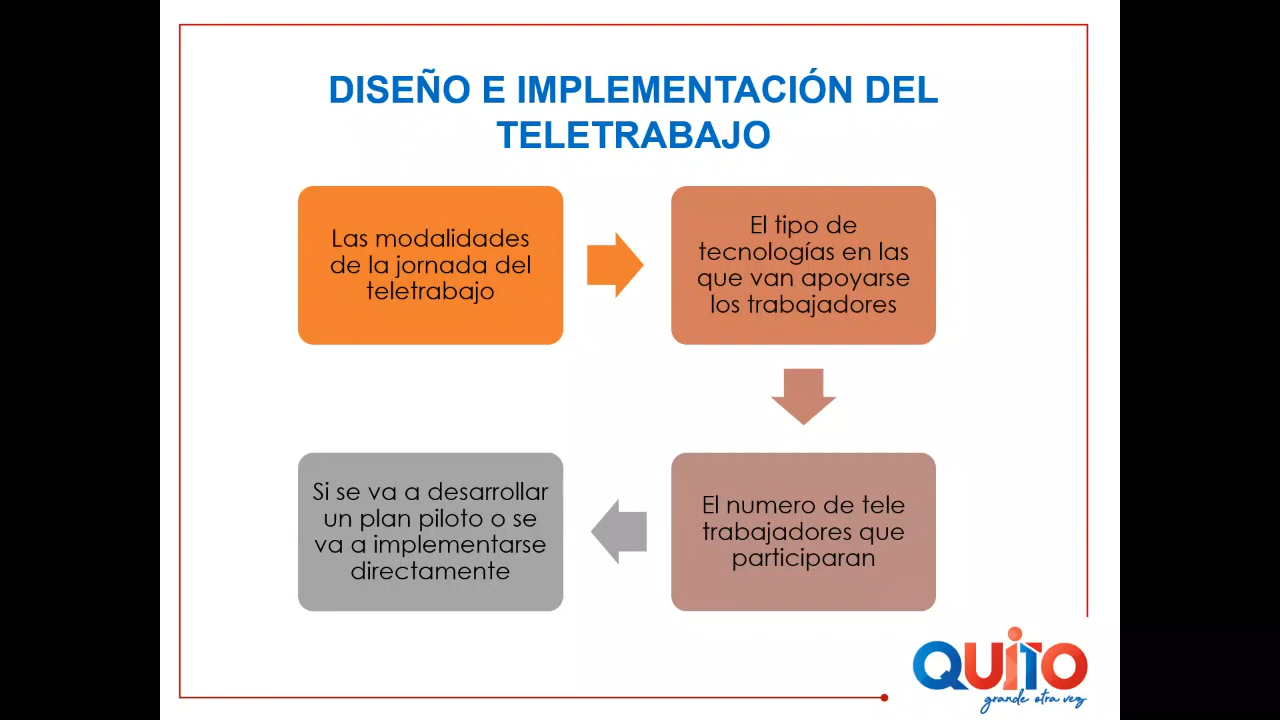 DISEÑO E IMPLEMENTACIÓN DEL
TELETRABAJO
Las modalidades
de la jornada del
teletrabajo
El tipo de
tecnologías en las
que van apoyarse
los trabajadores
El numero de tele
trabajadores que
participaran
Si se va a desarrollar
un plan piloto o se
va a implementarse
directamente
QUITO
grande otra vez